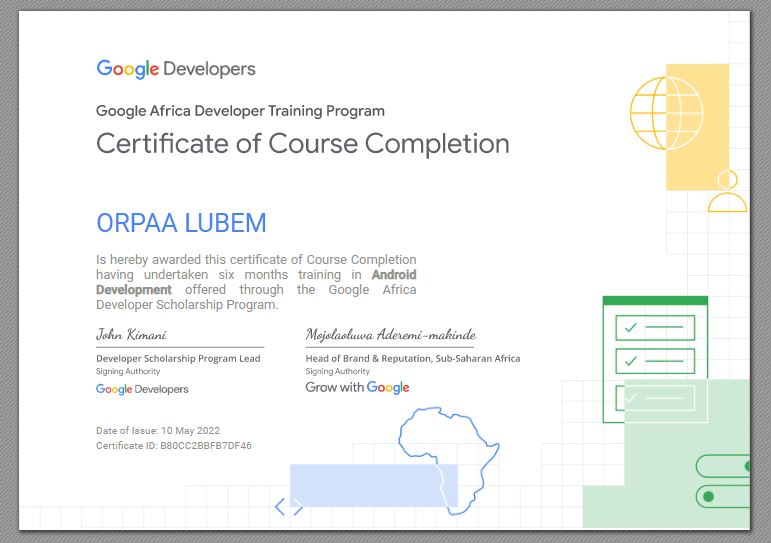 Google Developers
Google Africa Developer Training Program
Certificate of Course Completion
ORPAA LUBEM
Is hereby awarded this certificate of Course Completion
having undertaken six months training in Android
Development offered through the Google Africa
Developer Scholarship Program.
John Kimani
Developer Scholarship Program Lead
Signing Authority
Google Developers
Mojolaoluwa Aderemi-makinde
Head of Brand & Reputation, Sub-Saharan Africa
Signing Authority
Grow with Google
Date of Issue: 10 May 2022
Certificate ID: B80CC2BBFB7DF46